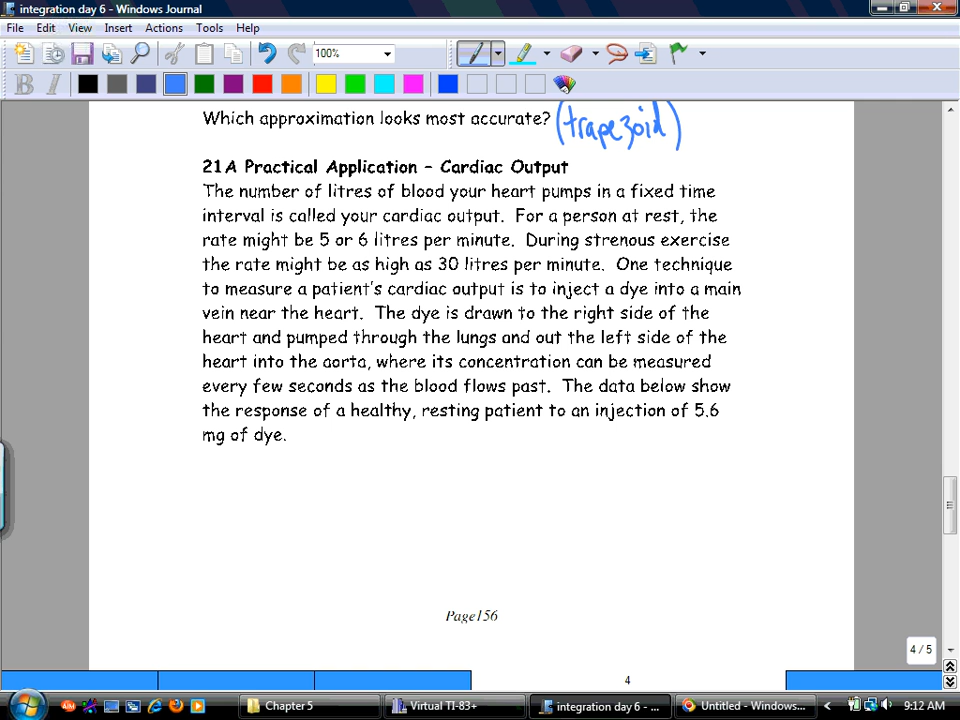 integration day 6 - Windows Journal
File Edit View Insert Actions Tools Help
100%
B I
Which approximation looks most accurate? (trapezoid)
21A Practical Application – Cardiac Output
The number of litres of blood your heart pumps in a fixed time
interval is called your cardiac output. For a person at rest, the
rate might be 5 or 6 litres per minute. During strenous exercise
the rate might be as high as 30 litres per minute. One technique
to measure a patient's cardiac output is to inject a dye into a main
vein near the heart. The dye is drawn to the right side of the
heart and pumped through the lungs and out the left side of the
heart into the aorta, where its concentration can be measured
every few seconds as the blood flows past. The data below show
the response of a healthy, resting patient to an injection of 5.6
mg of dye.
Page156
4 / 5
4
Chapter 5 Virtual TI-83+ integration day 6 - ... Untitled - Windows... 9:12 AM